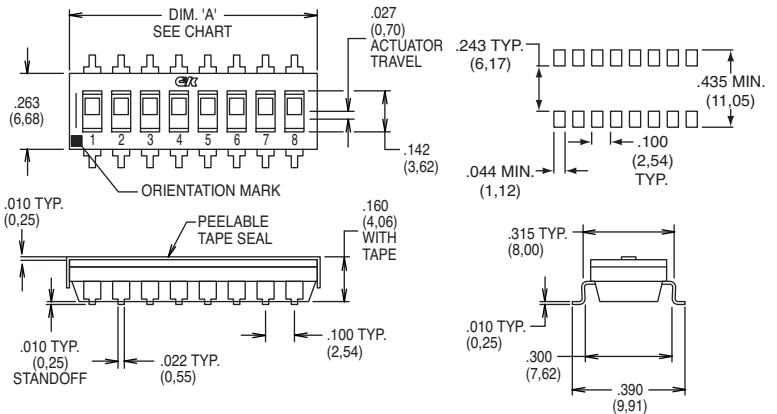 DIM. 'A'
SEE CHART
.027
(0,70)
ACTUATOR
TRAVEL
.263
(6,68)
C&K
1 2 3 4 5 6 7 8
.142
(3,62)
ORIENTATION MARK
.243 TYP.
(6,17)
.435 MIN.
(11,05)
.044 MIN.
(1,12)
.100
(2,54)
TYP.
.010 TYP.
(0,25)
PEELABLE
TAPE SEAL
.160
(4,06)
WITH
TAPE
.010 TYP.
(0,25)
STANDOFF
.022 TYP.
(0,55)
.100 TYP.
(2,54)
.315 TYP.
(8,00)
.010 TYP.
(0,25)
.300
(7,62)
.390
(9,91)